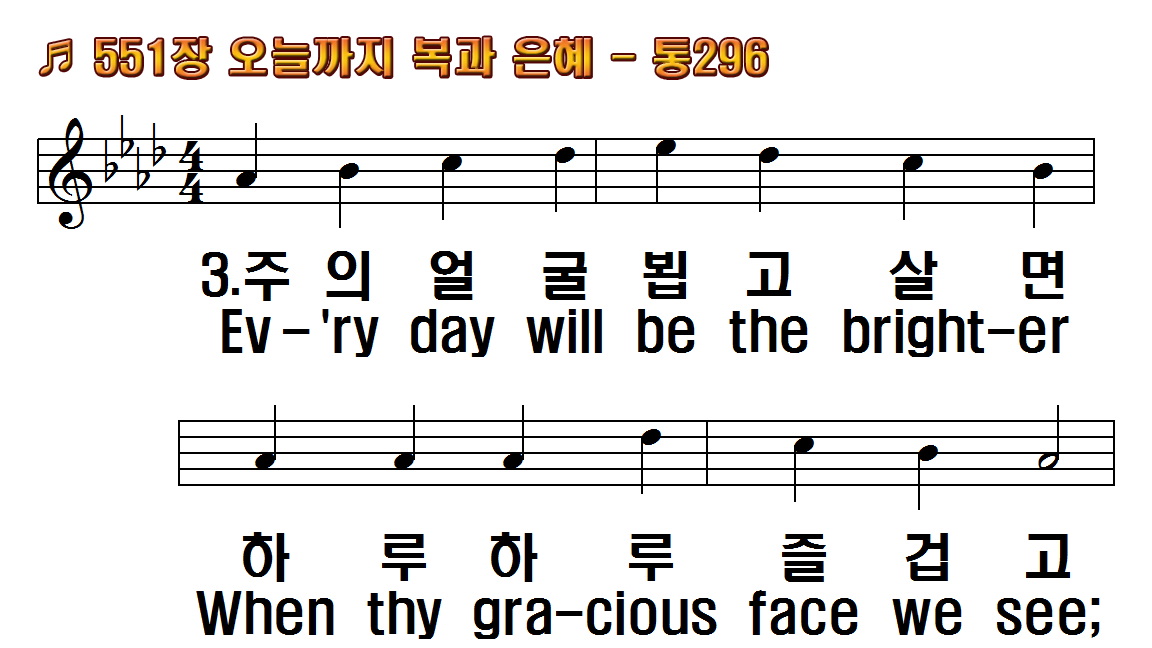 ♬ 551장 오늘까지 복과 은혜 - 통296
4
4
3.주 의 얼 굴 뵙 고 살 면
Ev-'ry day will be the bright-er
하 루 하 루 즐 겁 고
When thy gra-cious face we see;